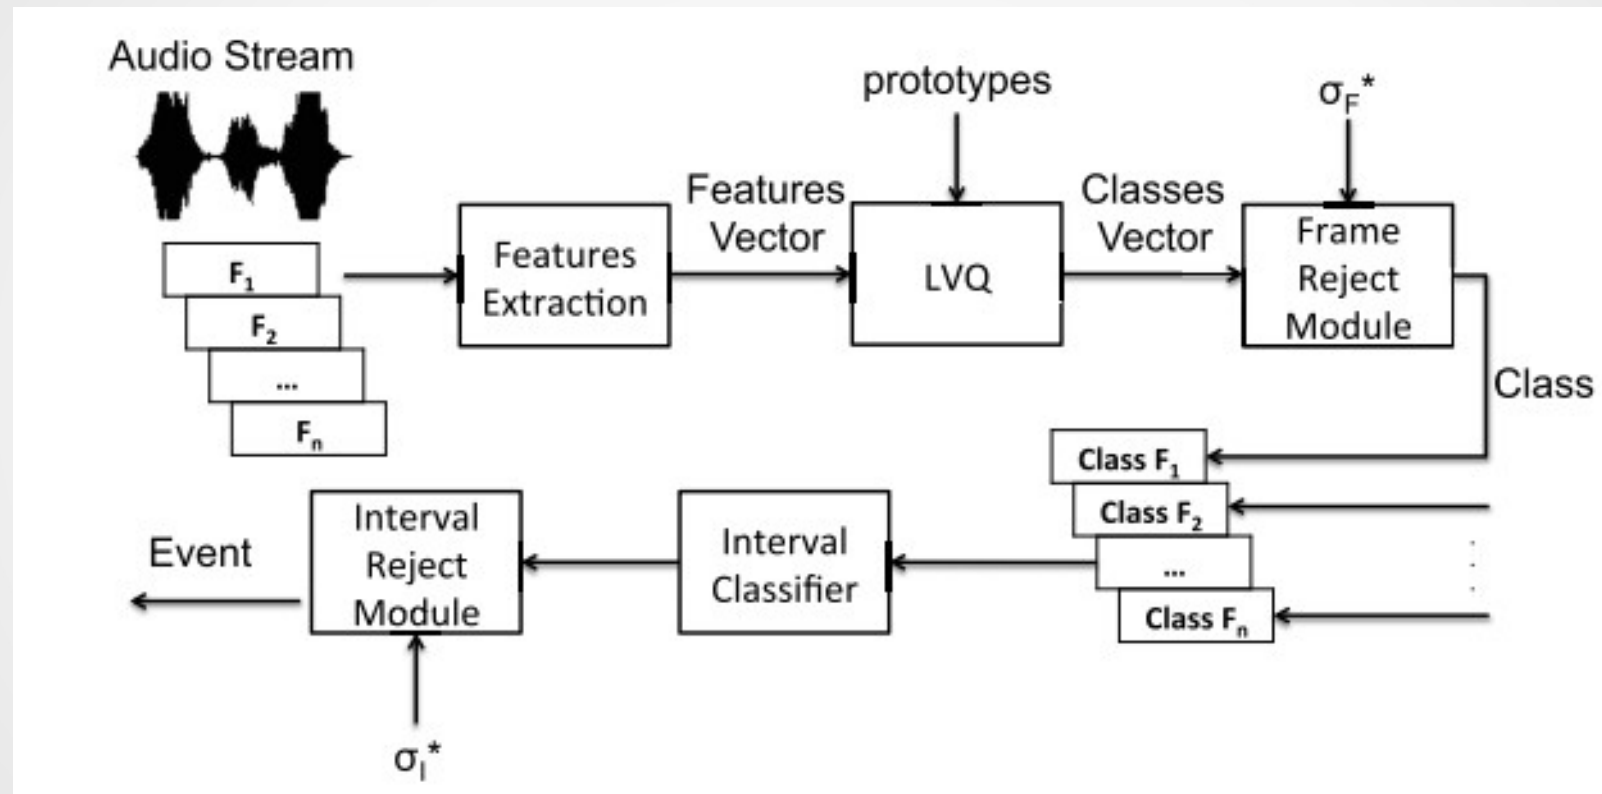 Audio Stream
F₁
F₂
...
Fₙ
Features
Extraction
Features
Vector
prototypes
LVQ
Classes
Vector
σF*
Frame
Reject
Module
Class
Class F₁
Class F₂
...
Class Fₙ
Interval
Classifier
Interval
Reject
Module
σI*
Event